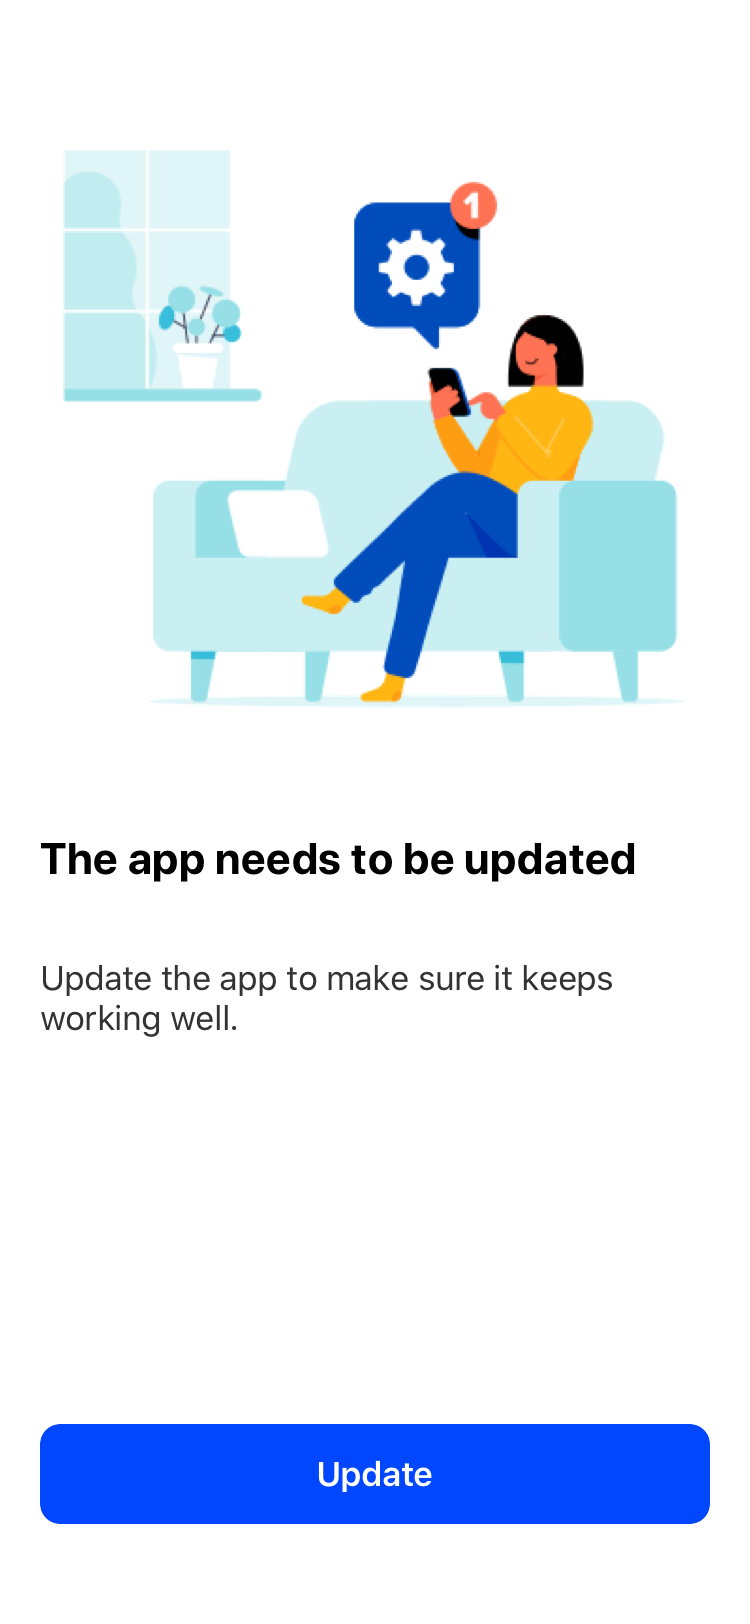 1
The app needs to be updated
Update the app to make sure it keeps
working well.
Update